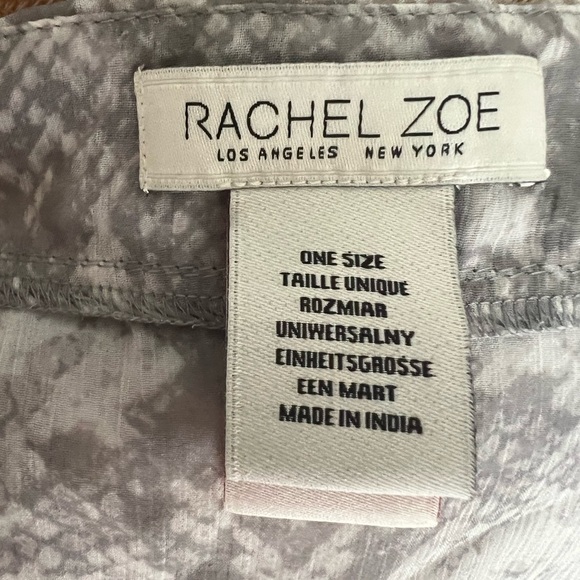 RACHEL ZOE
LOS ANGELES NEW YORK
ONE SIZE
TAILLE UNIQUE
ROZMIAR
UNIWERSALNY
EINHEITSGROSSE
EEN MART
MADE IN INDIA